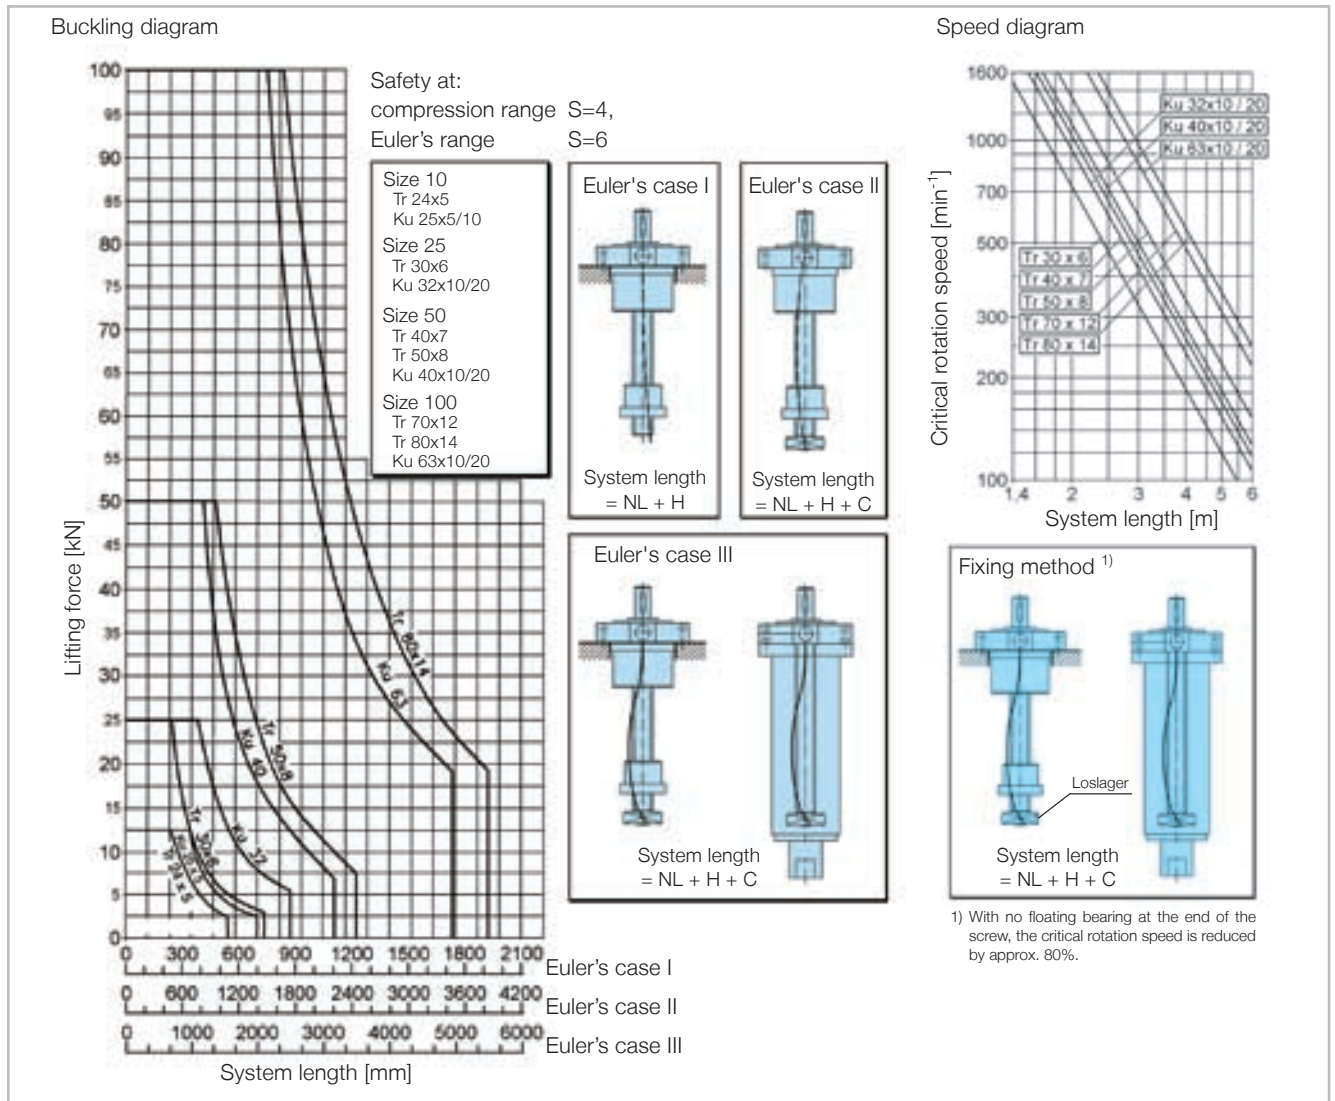 Buckling diagram
Speed diagram
100
95
90
85
80
75
70
65
60
55
50
45
40
35
30
25
20
15
10
5
0
Lifting force [kN]
Tr 80x14
Ku 63
Tr 50x8
Ku 40
Ku 32
Tr 30x6
Tr 24x5
0 300 600 900 1200 1500 1800 2100 Euler's case I
0 600 1200 1800 2400 3000 3600 4200 Euler's case II
0 1000 2000 3000 4000 5000 6000 Euler's case III
System length [mm]
Safety at:
compression range S=4,
Euler's range S=6
Size 10
Tr 24x5
Ku 25x5/10
Size 25
Tr 30x6
Ku 32x10/20
Size 50
Tr 40x7
Tr 50x8
Ku 40x10/20
Size 100
Tr 70x12
Tr 80x14
Ku 63x10/20
Euler's case I
System length
= NL + H
Euler's case II
System length
= NL + H + C
Euler's case III
System length
= NL + H + C
1600
1000
700
500
300
200
100
Critical rotation speed [min-1]
Ku 32x10 / 20
Ku 40x10 / 20
Ku 63x10 / 20
Tr 30 x 6
Tr 40 x 7
Tr 50 x 8
Tr 70 x 12
Tr 80 x 14
1,4 2 3 4 5 6
System length [m]
Fixing method 1)
Loslager
System length
= NL + H + C
1) With no floating bearing at the end of the
screw, the critical rotation speed is reduced
by approx. 80%.